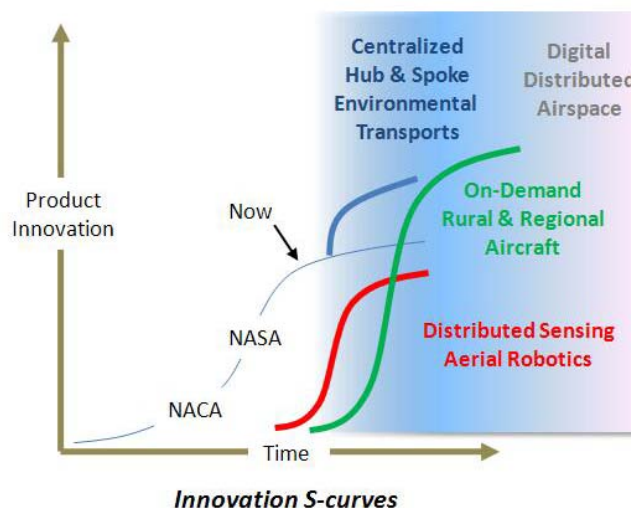 Centralized
Hub & Spoke
Environmental
Transports
Digital
Distributed
Airspace
Product
Innovation
Now
On-Demand
Rural & Regional
Aircraft
NASA
Distributed Sensing
Aerial Robotics
NACA
Time
Innovation S-curves